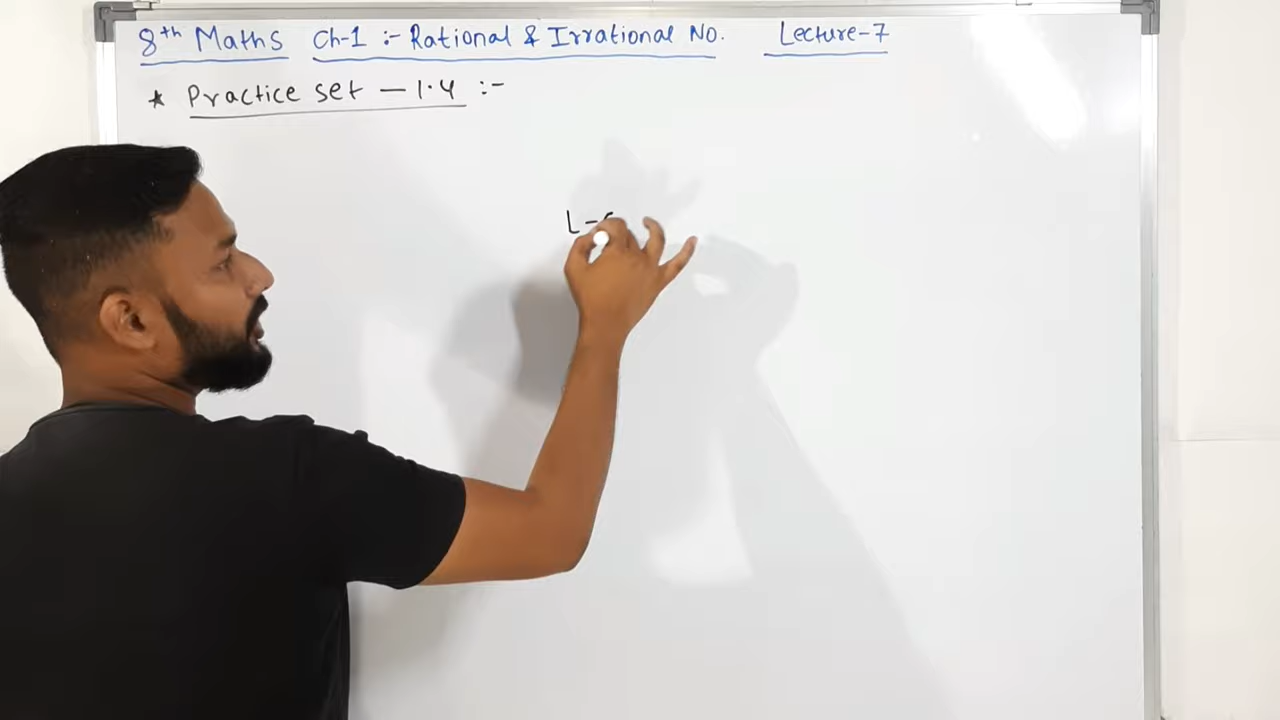 8th Maths Ch-1 :- Rational & Irrational No. Lecture-7
* Practice set — 1.4 :-
L-